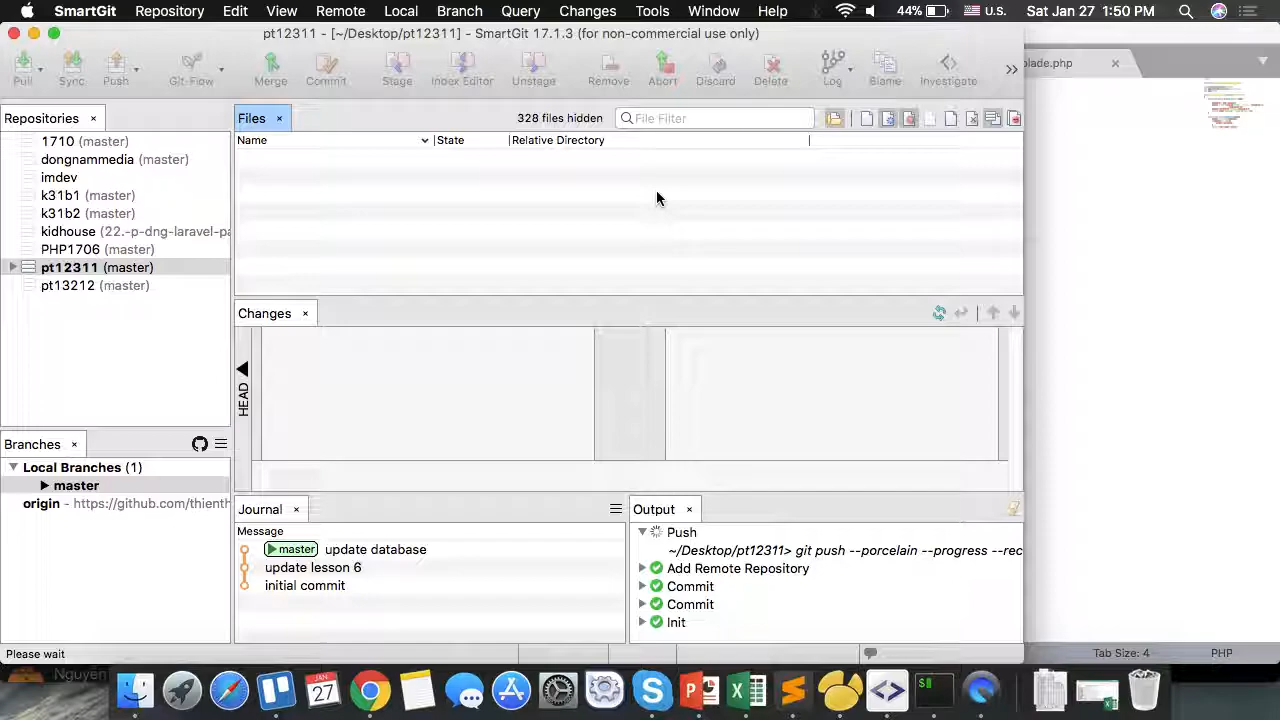 SmartGit Repository Edit View Remote Local Branch Query Changes Tools Window Help 44% U.S. Sat Jan 27 1:50 PM
pt12311 - [~/Desktop/pt12311] - SmartGit 17.1.3 (for non-commercial use only)
blade.php
Pull Sync Push Git-Flow Merge Commit Stage Index Editor Unstage Remove Abort Discard Delete Log Blame Investigate
Repositories
Files
files hidden
File Filter
Name State Relative Directory
1710 (master)
dongnammedia (master)
imdev
k31b1 (master)
k31b2 (master)
kidhouse (22.-p-dng-laravel-pa
PHP1706 (master)
pt12311 (master)
pt13212 (master)
Changes
HEAD
Branches
Local Branches (1)
master
origin - https://github.com/thienth
Journal
Message
master update database
update lesson 6
initial commit
Output
Push
~/Desktop/pt12311> git push --porcelain --progress --rec
Add Remote Repository
Commit
Commit
Init
Please wait
Tab Size: 4 PHP
Nguyen
JAN
27